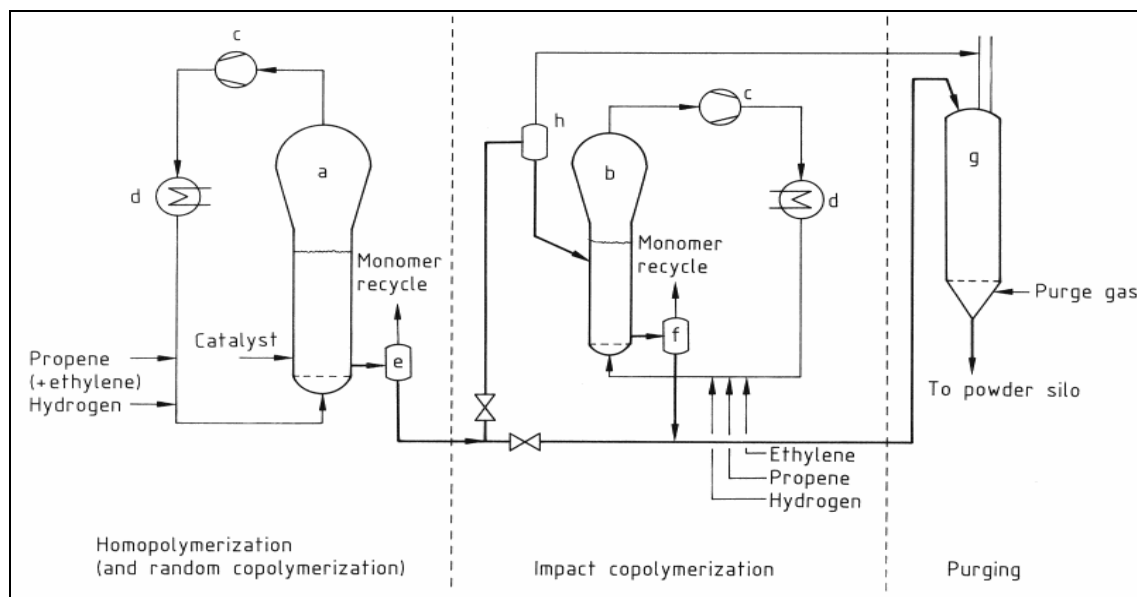 c
a
d
Monomer
recycle
Catalyst
e
Propene
(+ethylene)
Hydrogen
Homopolymerization
(and random copolymerization)
h
c
b
d
Monomer
recycle
f
Ethylene
Propene
Hydrogen
Impact copolymerization
g
Purge gas
To powder silo
Purging